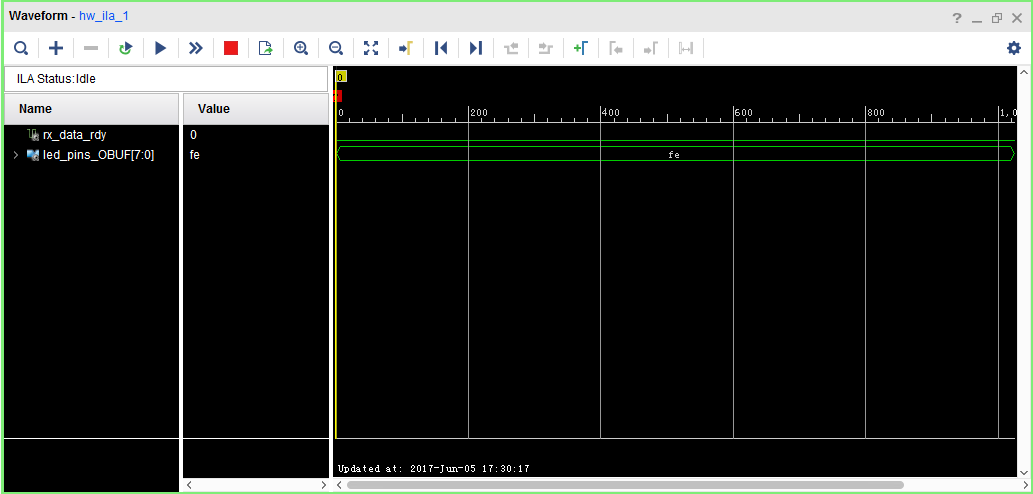 Waveform - hw_ila_1
?
ILA Status:Idle
Name Value
rx_data_rdy 0
led_pins_OBUF[7:0] fe
0
0 200 400 600 800 1,0
fe
Updated at: 2017-Jun-05 17:30:17